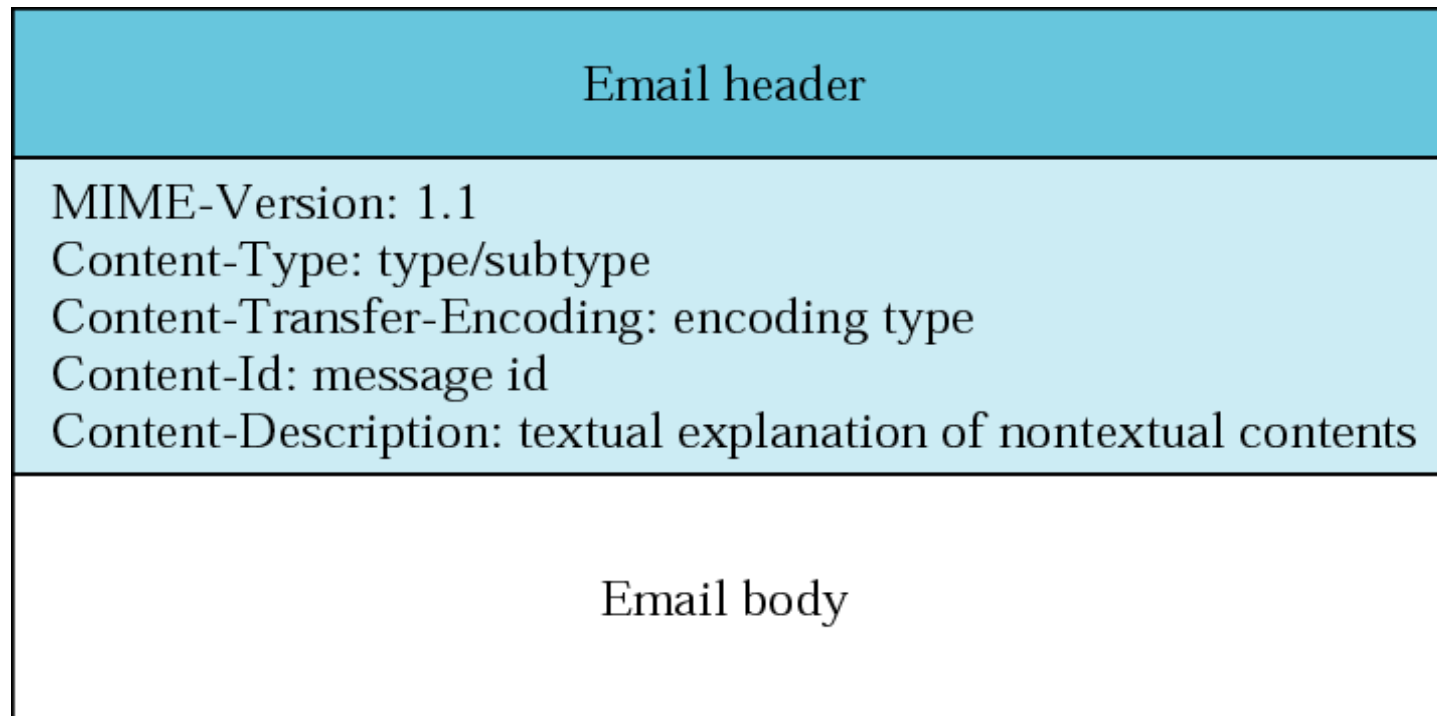 Email header
MIME-Version: 1.1
Content-Type: type/subtype
Content-Transfer-Encoding: encoding type
Content-Id: message id
Content-Description: textual explanation of nontextual contents
Email body